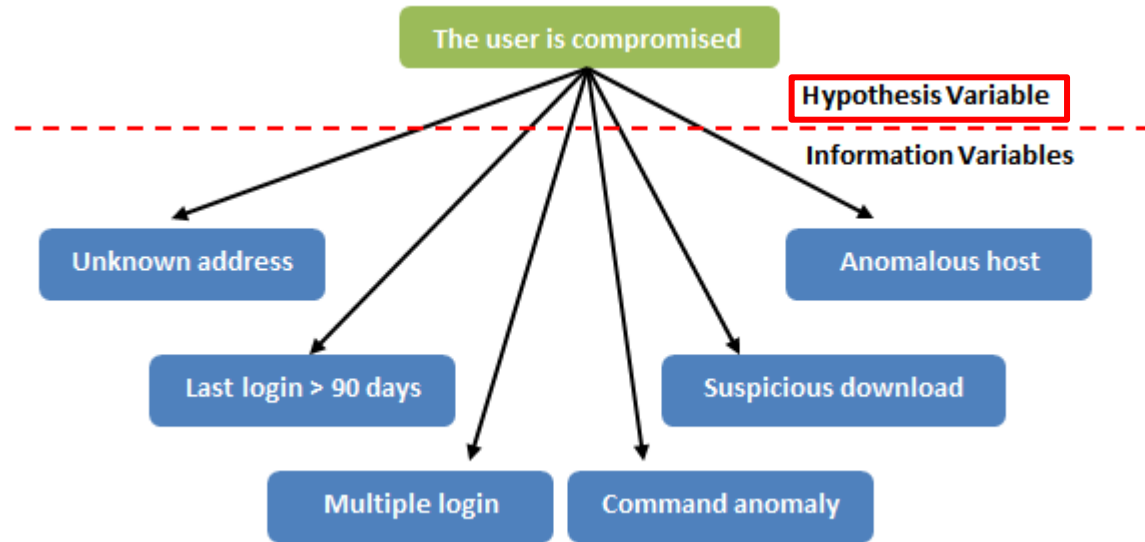 The user is compromised
Hypothesis Variable
Information Variables
Unknown address
Anomalous host
Last login > 90 days
Suspicious download
Multiple login
Command anomaly